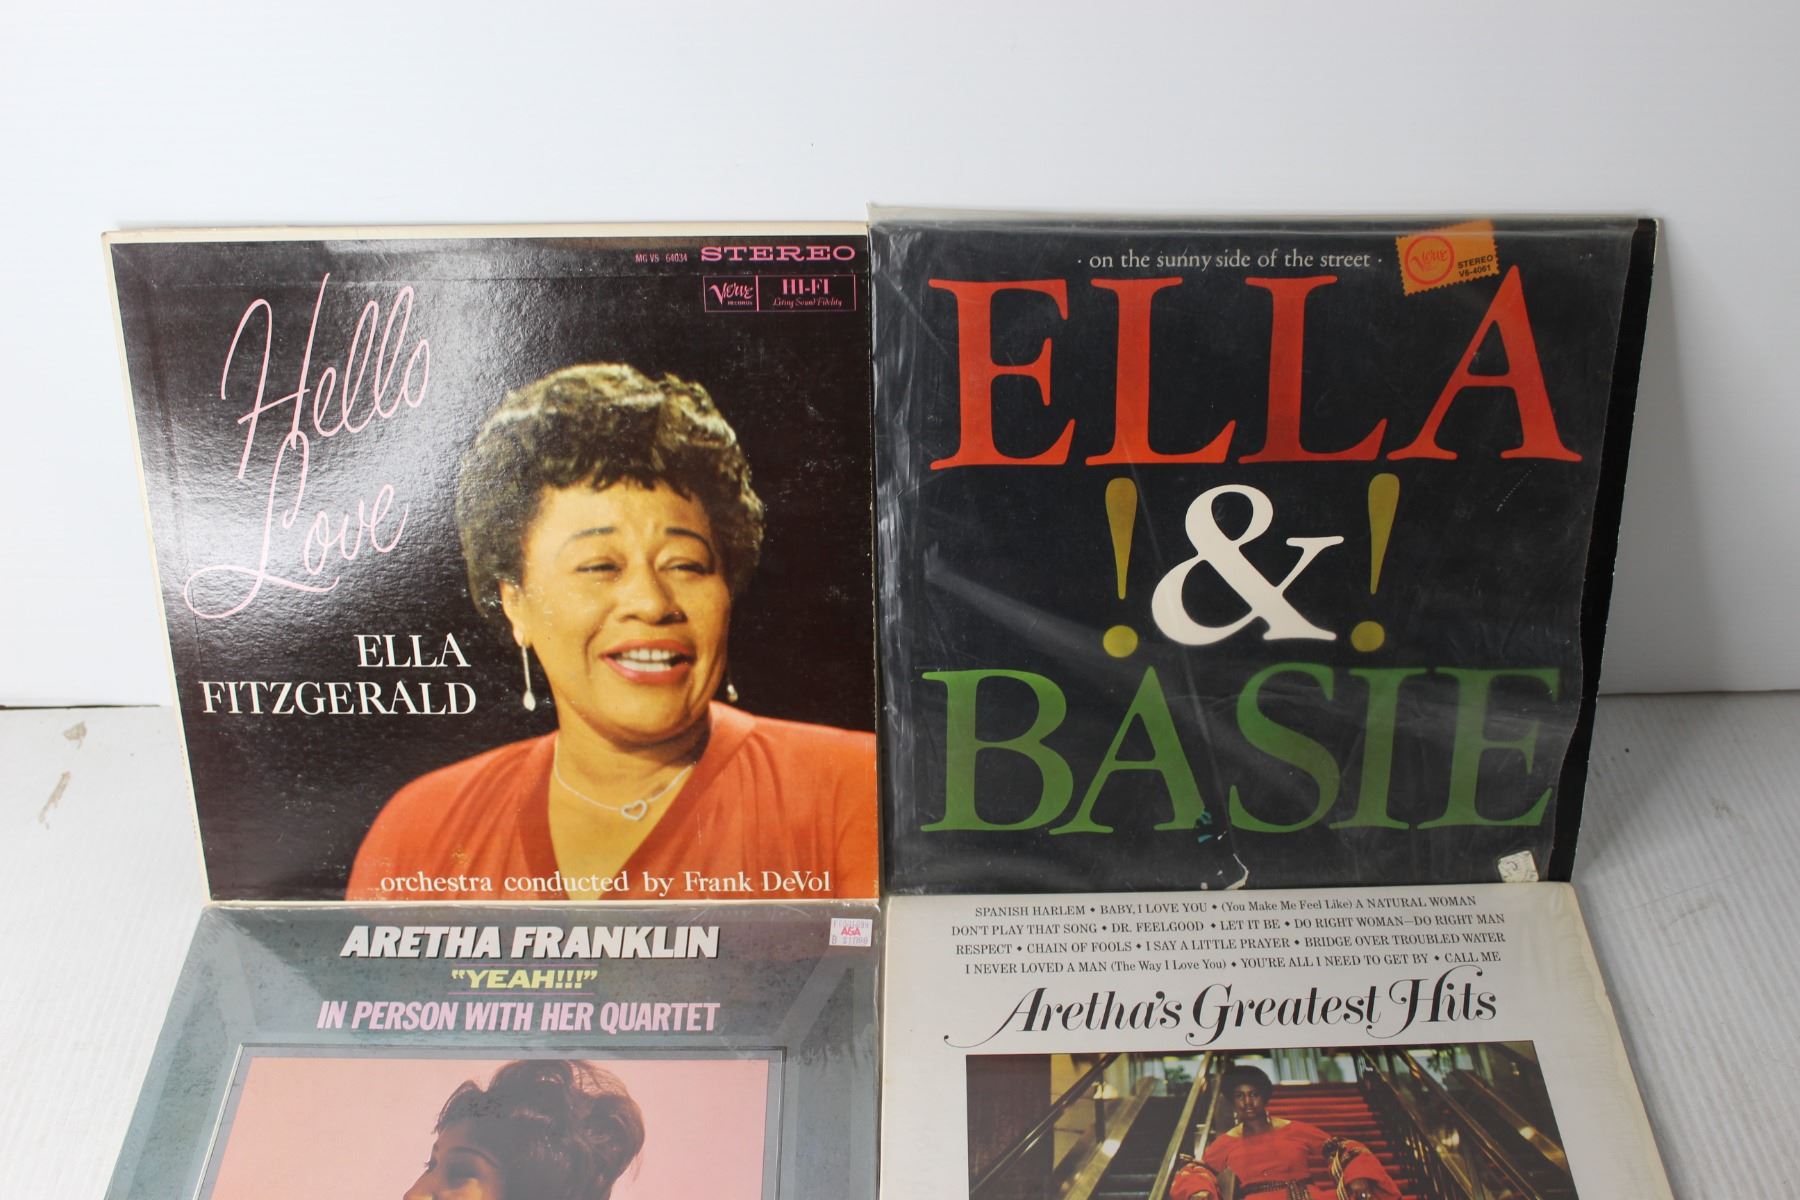 MG VS 64034 STEREO
Verve RECORDS HI-FI
Living Sound Fidelity
Hello
Love
ELLA
FITZGERALD
orchestra conducted by Frank DeVol
· on the sunny side of the street ·
Verve STEREO
V6-4061
ELLA
! & !
BASIE
ARETHA FRANKLIN
"YEAH!!!"
IN PERSON WITH HER QUARTET
AGA
SPANISH HARLEM ♦ BABY, I LOVE YOU ♦ (You Make Me Feel Like) A NATURAL WOMAN
DON'T PLAY THAT SONG ♦ DR. FEELGOOD ♦ LET IT BE ♦ DO RIGHT WOMAN—DO RIGHT MAN
RESPECT ♦ CHAIN OF FOOLS ♦ I SAY A LITTLE PRAYER ♦ BRIDGE OVER TROUBLED WATER
I NEVER LOVED A MAN (The Way I Love You) ♦ YOU'RE ALL I NEED TO GET BY ♦ CALL ME
Aretha's Greatest Hits